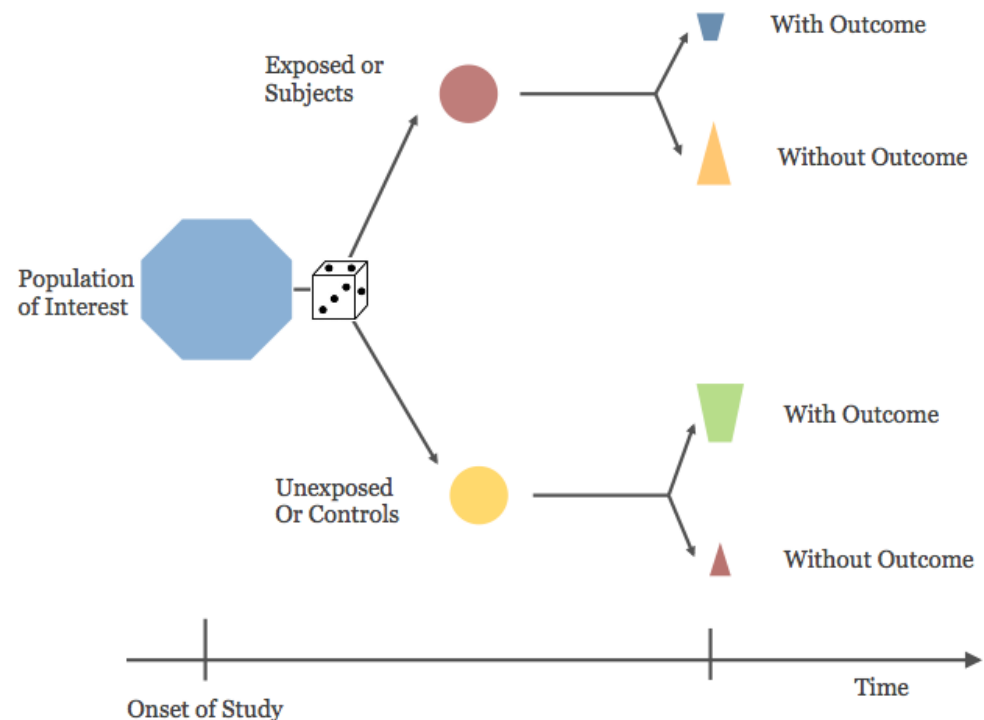 With Outcome
Exposed or
Subjects
Without Outcome
Population
of Interest
With Outcome
Unexposed
Or Controls
Without Outcome
Time
Onset of Study